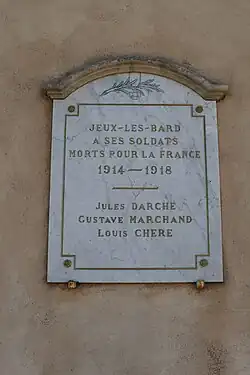 JEUX-LES-BARD
A SES SOLDATS
MORTS POUR LA FRANCE
1914 — 1918
JULES DARCHE
GUSTAVE MARCHAND
LOUIS CHERE